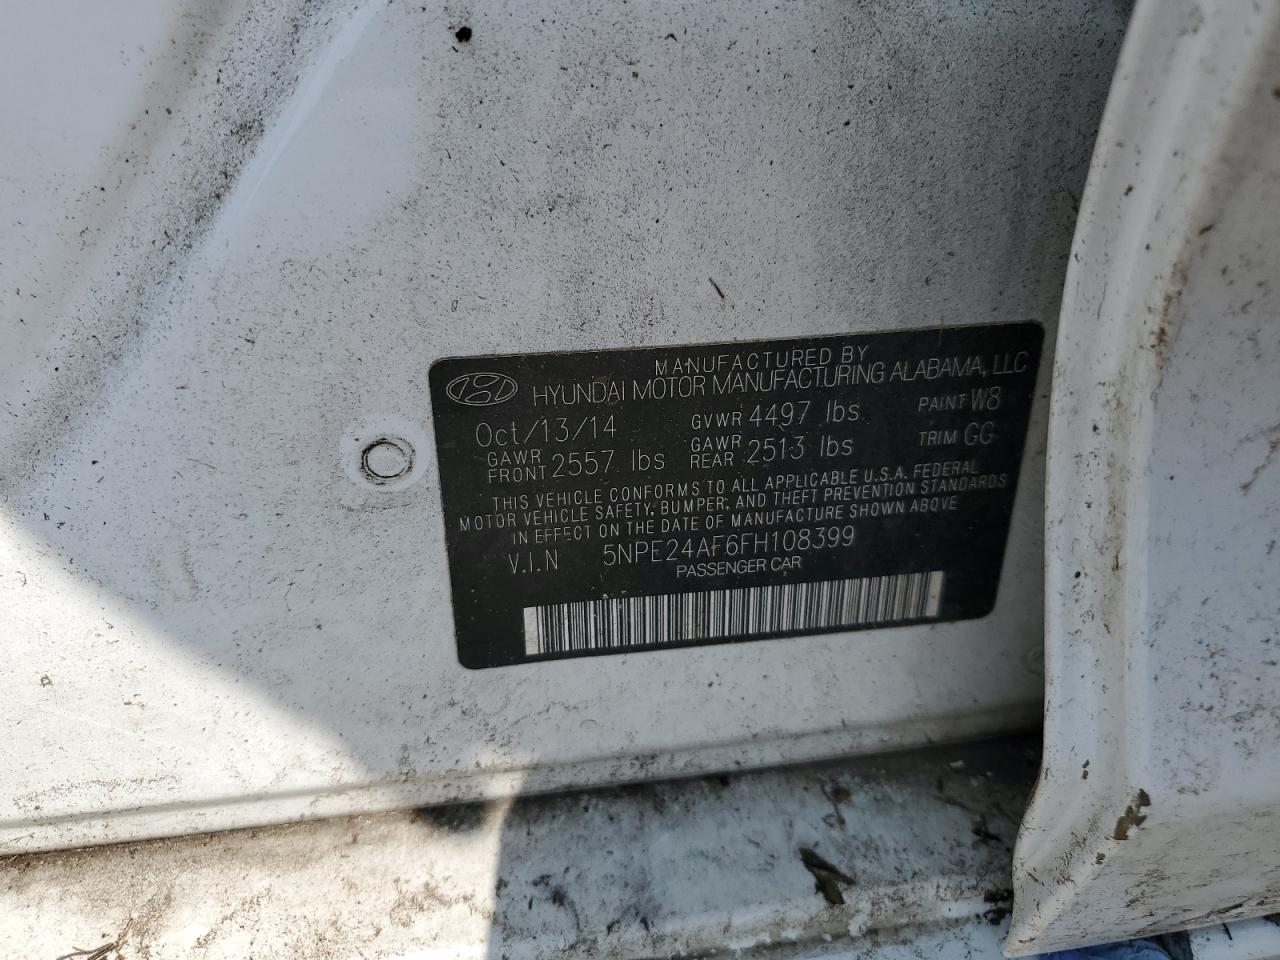 MANUFACTURED BY
HYUNDAI MOTOR MANUFACTURING ALABAMA, LLC
Oct/13/14 GVWR 4497 lbs PAINT W8
GAWR FRONT 2557 lbs GAWR REAR 2513 lbs TRIM GG
THIS VEHICLE CONFORMS TO ALL APPLICABLE U.S.A. FEDERAL
MOTOR VEHICLE SAFETY, BUMPER, AND THEFT PREVENTION STANDARDS
IN EFFECT ON THE DATE OF MANUFACTURE SHOWN ABOVE
V.I.N 5NPE24AF6FH108399
PASSENGER CAR